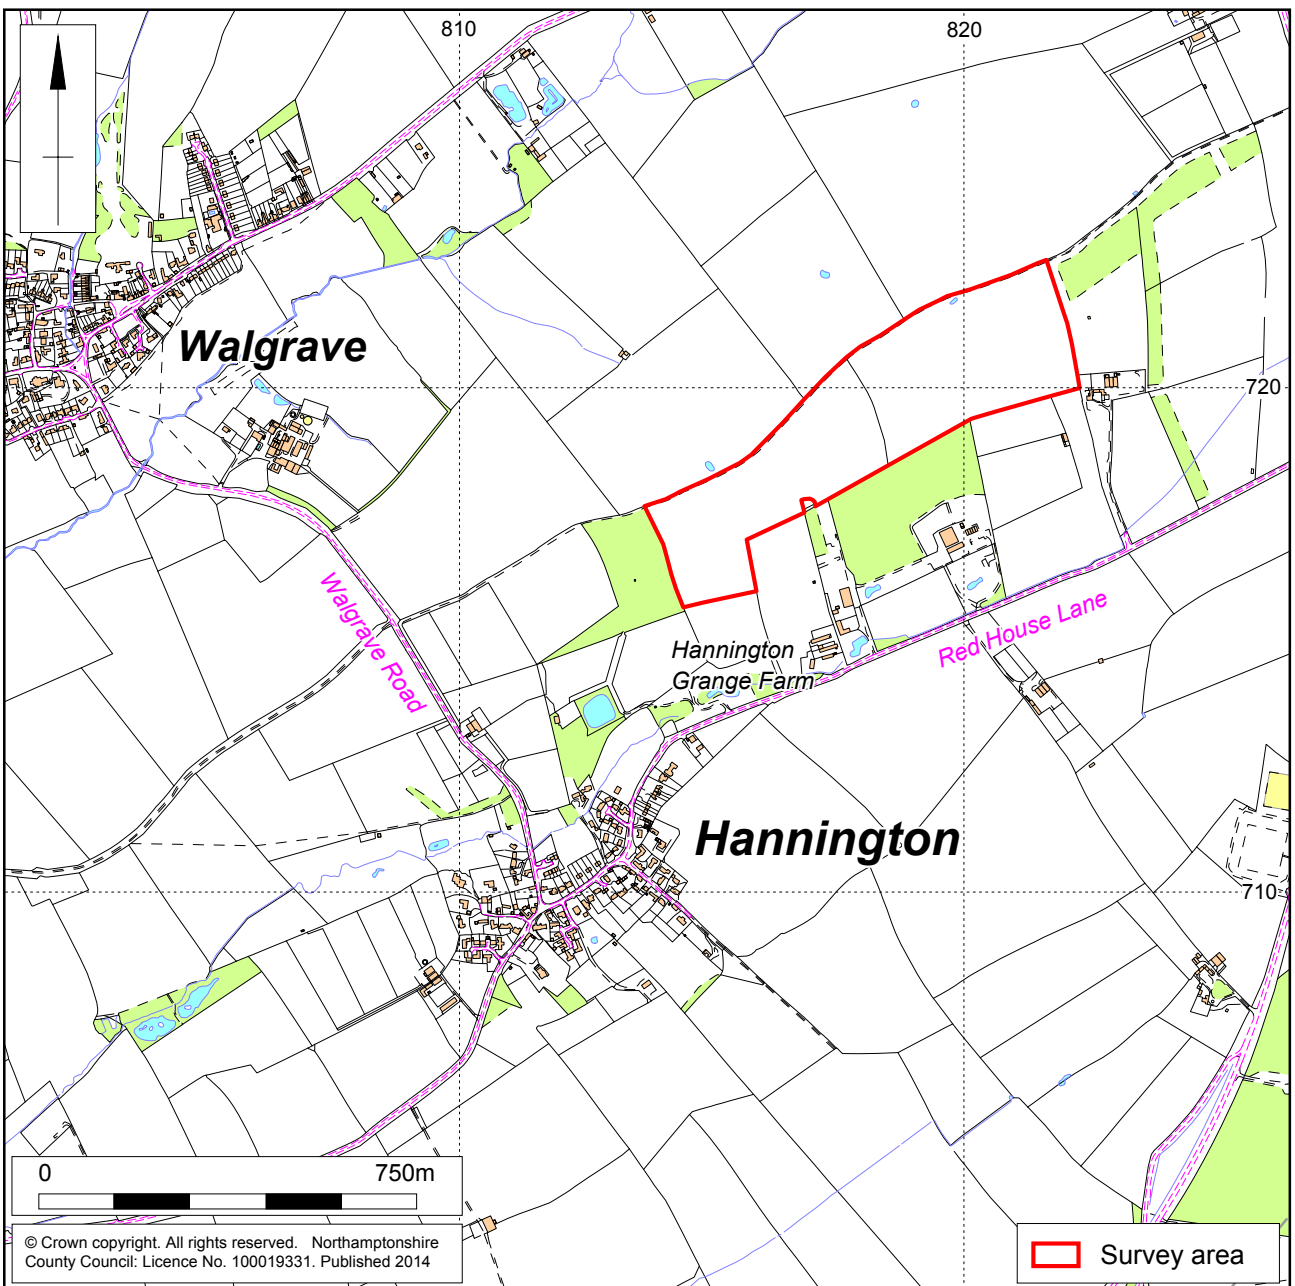 810
820
Walgrave
720
Walgrave Road
Hannington
Grange Farm
Red House Lane
Hannington
710
0
750m
© Crown copyright. All rights reserved. Northamptonshire
County Council: Licence No. 100019331. Published 2014
Survey area